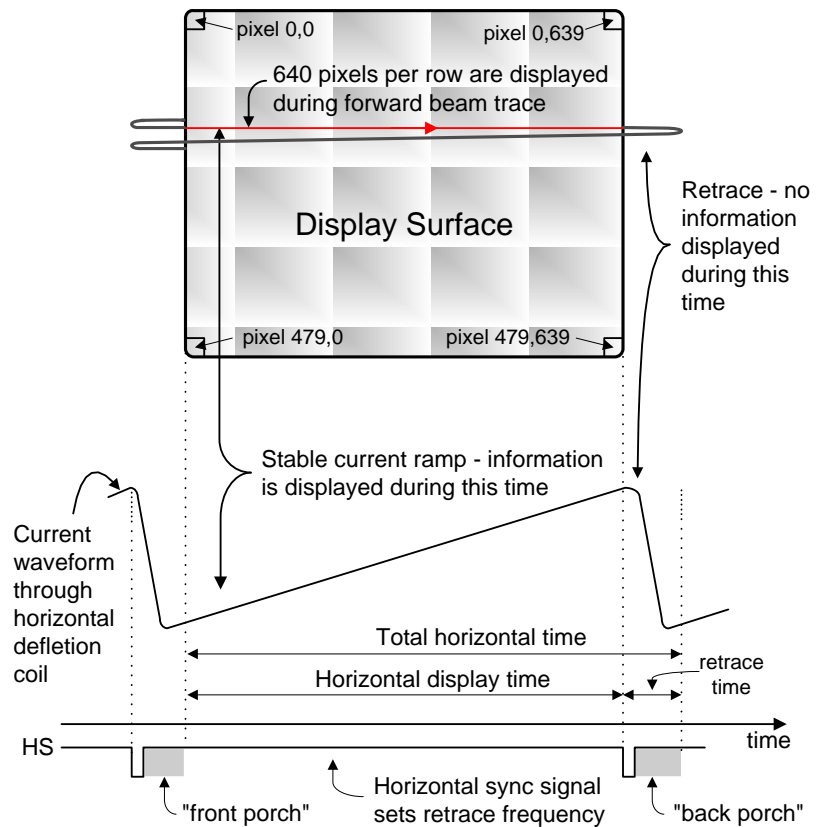 pixel 0,0
pixel 0,639
640 pixels per row are displayed
during forward beam trace
Display Surface
Retrace - no
information
displayed
during this
time
pixel 479,0
pixel 479,639
Stable current ramp - information
is displayed during this time
Current
waveform
through
horizontal
defletion
coil
Total horizontal time
Horizontal display time
retrace
time
time
HS
"front porch"
Horizontal sync signal
sets retrace frequency
"back porch"